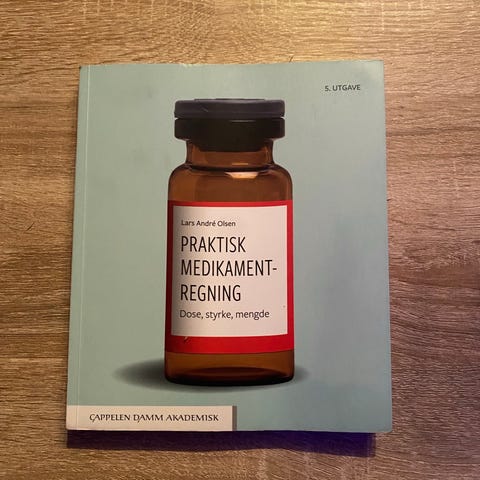 5. UTGAVE
Lars André Olsen
PRAKTISK
MEDIKAMENT-
REGNING
Dose, styrke, mengde
CAPPELEN DAMM AKADEMISK